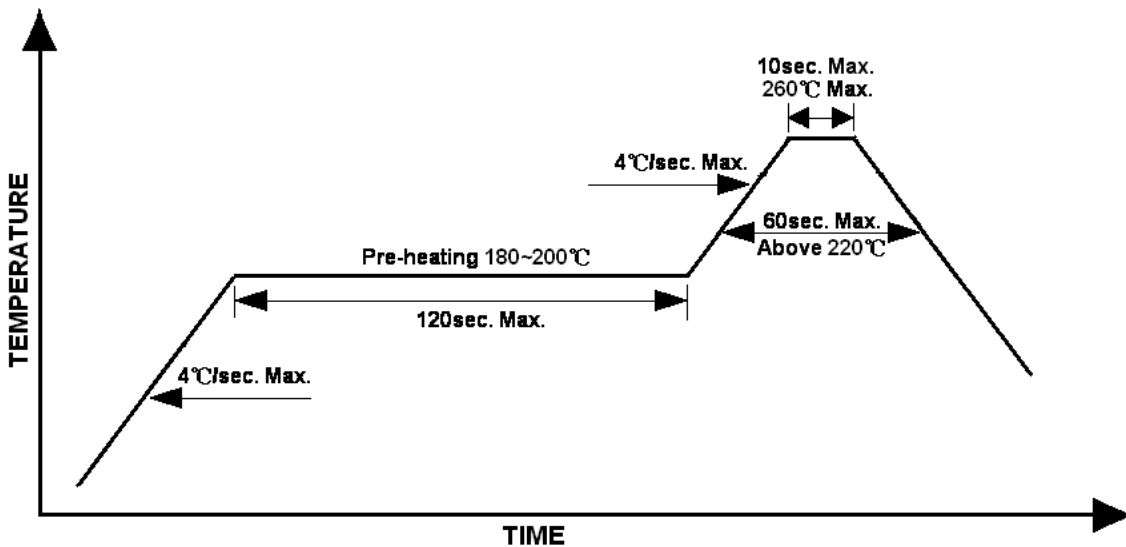 10sec. Max.
260℃ Max.
4℃/sec. Max.
60sec. Max.
Above 220℃
Pre-heating 180~200℃
120sec. Max.
4℃/sec. Max.
TEMPERATURE
TIME